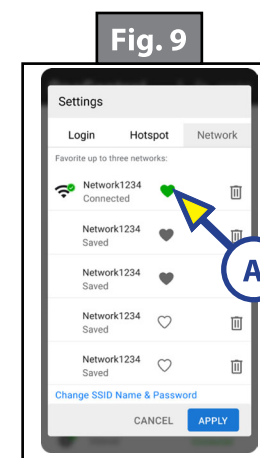 Fig. 9
Settings
Login Hotspot Network
Favorite up to three networks:
Network1234
Connected
A
Network1234
Saved
Network1234
Saved
Network1234
Saved
Network1234
Saved
Change SSID Name & Password
CANCEL APPLY